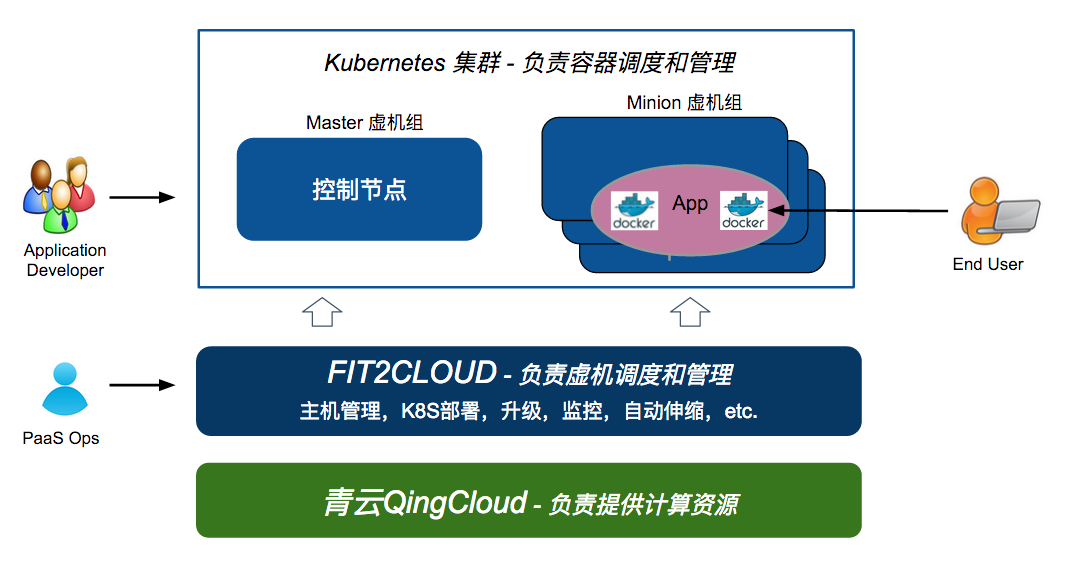 Kubernetes 集群 - 负责容器调度和管理
Master 虚机组
Minion 虚机组
控制节点
App
docker
docker
Application
Developer
End User
FIT2CLOUD - 负责虚机调度和管理
主机管理，K8S部署，升级，监控，自动伸缩，etc.
PaaS Ops
青云QingCloud - 负责提供计算资源